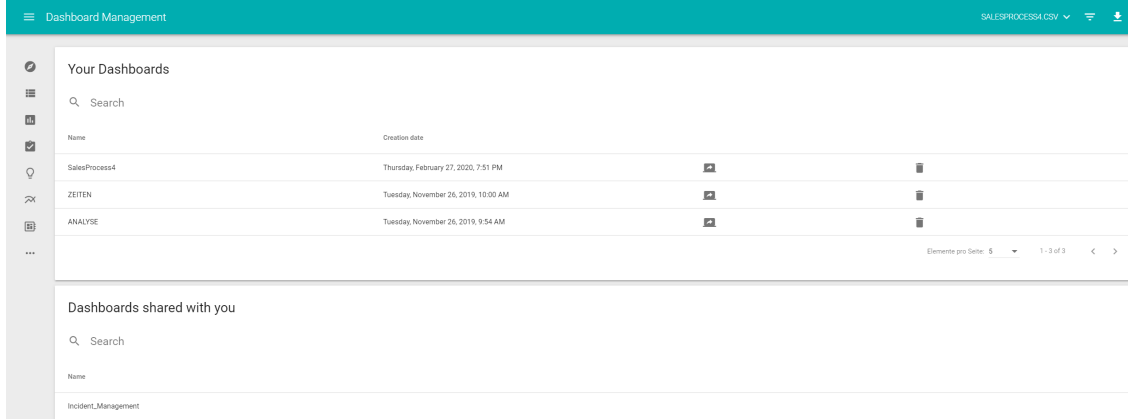 Dashboard Management SALESPROCESS4.CSV
Your Dashboards
Search
Name Creation date
SalesProcess4 Thursday, February 27, 2020, 7:51 PM
ZEITEN Tuesday, November 26, 2019, 10:00 AM
ANALYSE Tuesday, November 26, 2019, 9:54 AM
Elemente pro Seite: 5 1 - 3 of 3
Dashboards shared with you
Search
Name
Incident_Management